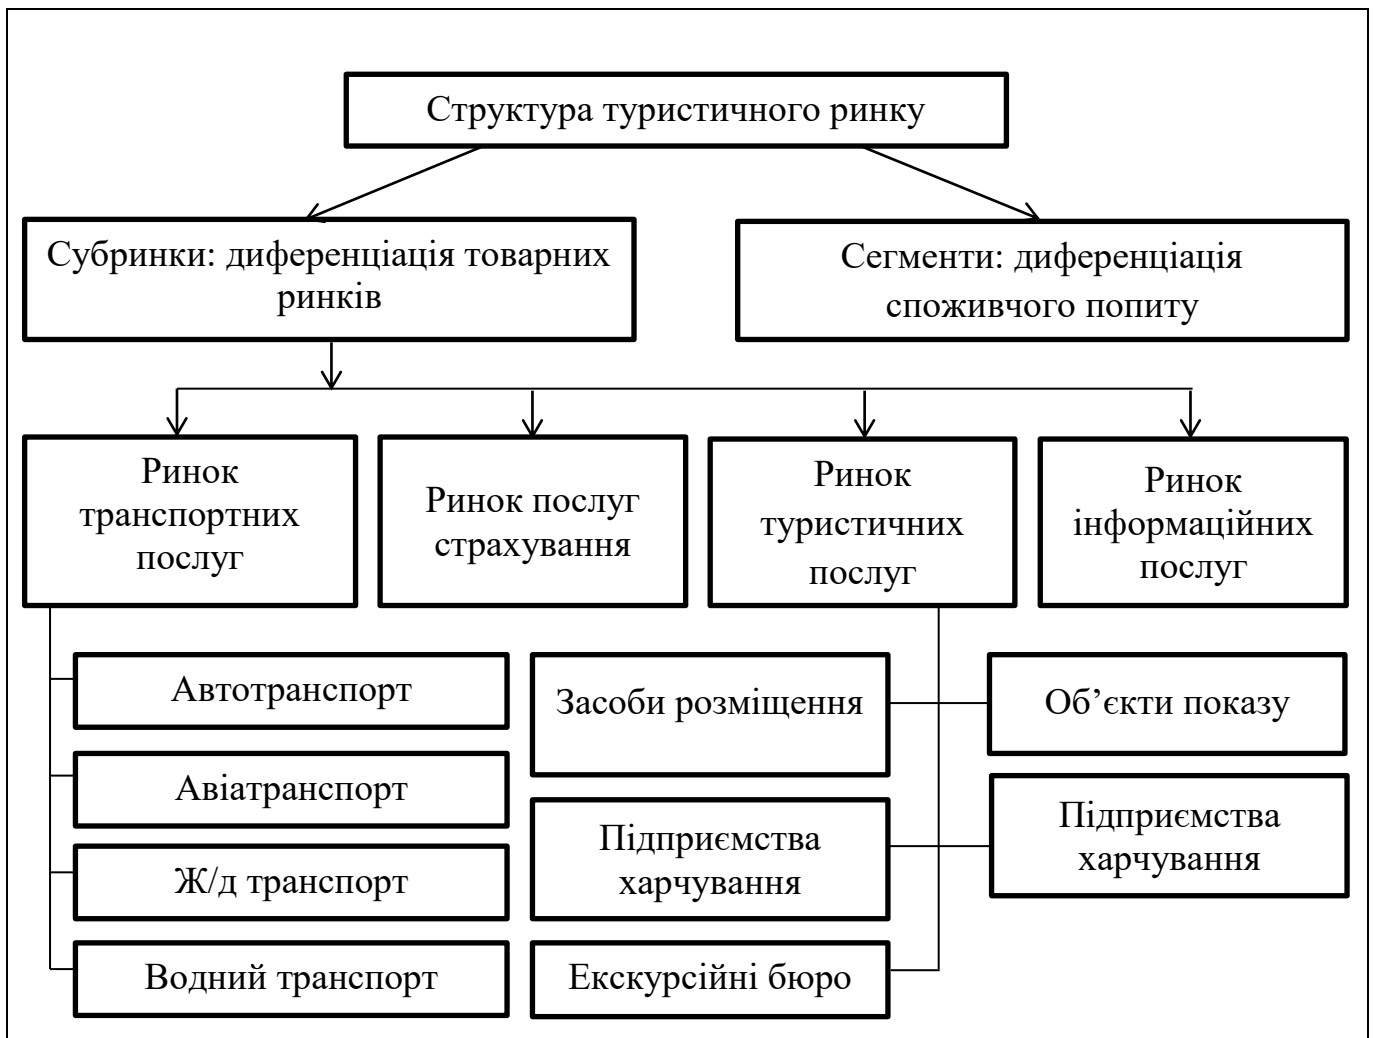 Структура туристичного ринку
Субринки: диференціація товарних
ринків
Сегменти: диференціація
споживчого попиту
Ринок
транспортних
послуг
Ринок послуг
страхування
Ринок
туристичних
послуг
Ринок
інформаційних
послуг
Автотранспорт
Авіатранспорт
Ж/д транспорт
Водний транспорт
Засоби розміщення
Підприємства
харчування
Екскурсійні бюро
Об’єкти показу
Підприємства
харчування